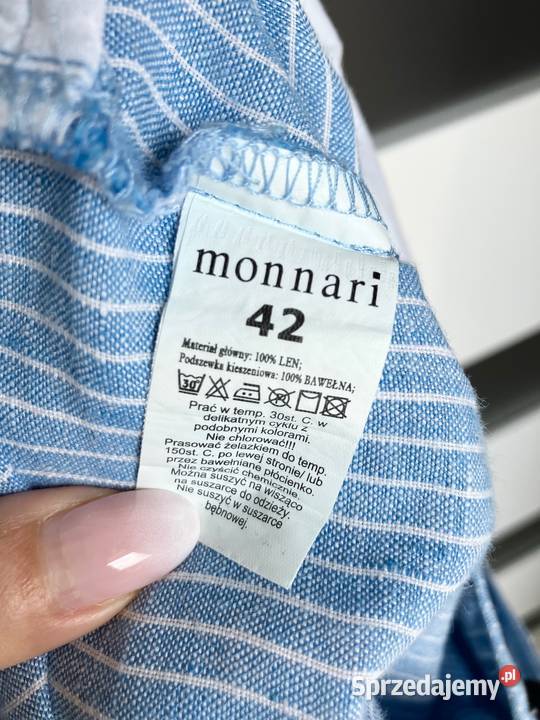 monnari
42
Materiał główny: 100% LEN;
Podszewka kieszeniowa: 100% BAWEŁNA;
30°
Prać w temp. 30st. C. w
delikatnym cyklu z
podobnymi kolorami.
Nie chlorować!!!
Prasować żelazkiem do temp.
150st. C. po lewej stronie/ lub
przez bawełniane płócienko.
Nie czyścić chemicznie.
Można suszyć na wisząco
na suszarce do odzieży.
Nie suszyć w suszarce
bębnowej.
Sprzedajemy.pl